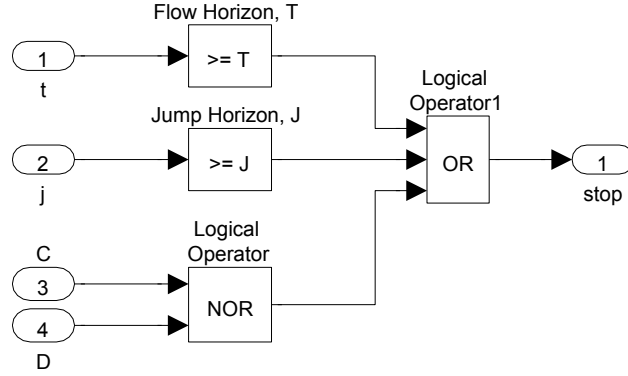 Flow Horizon, T
1
>= T
t
Logical
Operator1
Jump Horizon, J
2
>= J
j
OR
1
stop
Logical
Operator
C
3
NOR
4
D